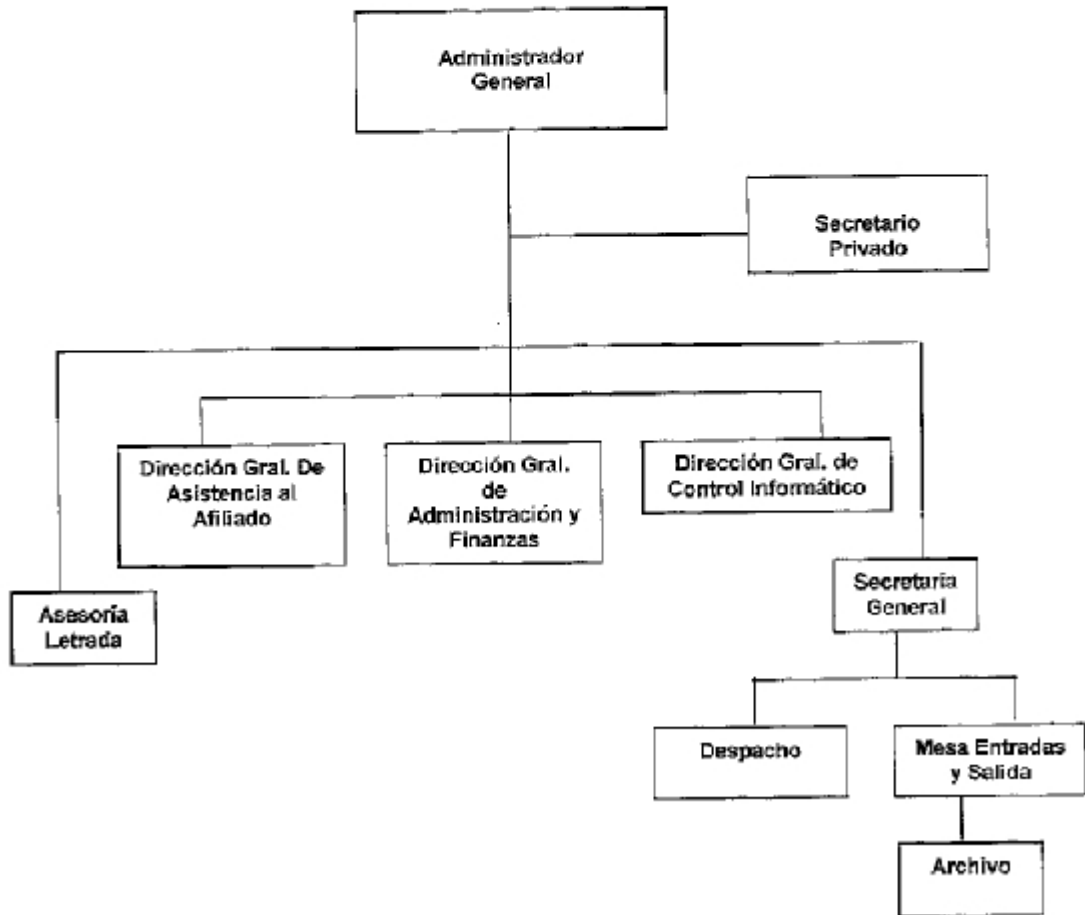 Administrador
General
Secretario
Privado
Dirección Gral. De
Asistencia al
Afiliado
Dirección Gral.
de
Administración y
Finanzas
Dirección Gral. de
Control Informático
Asesoría
Letrada
Secretaria
General
Despacho
Mesa Entradas
y Salida
Archivo